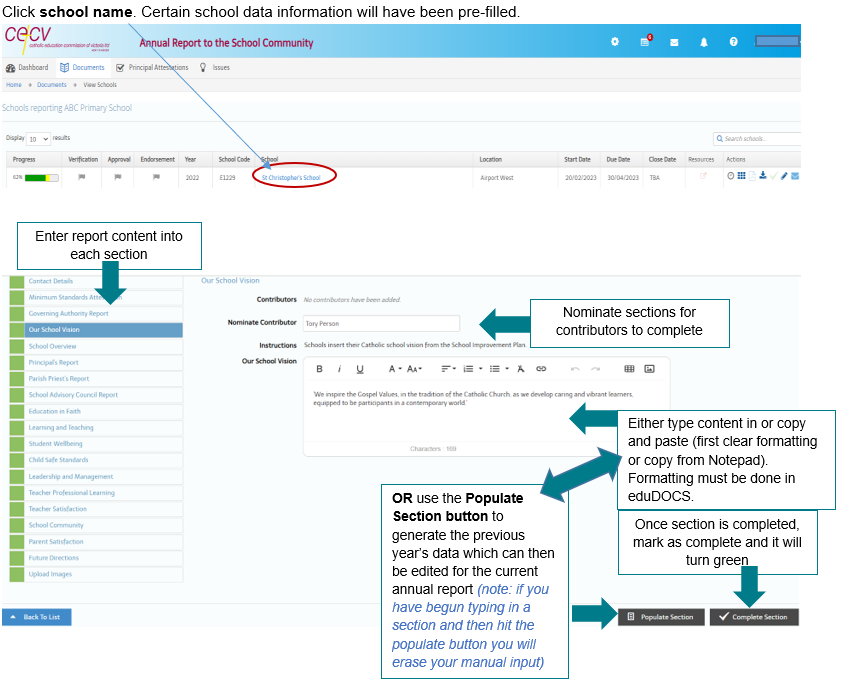 Click school name. Certain school data information will have been pre-filled.
cecv
catholic education commission of victoria ltd
Annual Report to the School Community
Dashboard Documents Principal Attestations Issues
Home » Documents » View Schools
Schools reporting ABC Primary School
Display 10 results
Search schools...
Progress Verification Approval Endorsement Year School Code School Location Start Date Due Date Close Date Resources Actions
62% 2022 E1229 St Christopher's School Airport West 20/02/2023 30/04/2023 TBA
Enter report content into
each section
Contact Details
Minimum Standards
Governing Authority Report
Our School Vision
School Overview
Principal's Report
Parish Priest's Report
School Advisory Council Report
Education in Faith
Learning and Teaching
Student Wellbeing
Child Safe Standards
Leadership and Management
Teacher Professional Learning
Teacher Satisfaction
School Community
Parent Satisfaction
Future Directions
Upload Images
Back To List
Our School Vision
Contributors No contributors have been added.
Nominate Contributor Tory Person
Instructions Schools insert their Catholic school vision from the School Improvement Plan.
Our School Vision
B i U A AA
'We inspire the Gospel Values, in the tradition of the Catholic Church, as we develop caring and vibrant learners,
equipped to be participants in a contemporary world.'
Characters : 169
Nominate sections for
contributors to complete
Either type content in or copy
and paste (first clear formatting
or copy from Notepad).
Formatting must be done in
eduDOCS.
OR use the Populate
Section button to
generate the previous
year's data which can then
be edited for the current
annual report (note: if you
have begun typing in a
section and then hit the
populate button you will
erase your manual input)
Once section is completed,
mark as complete and it will
turn green
Populate Section
Complete Section